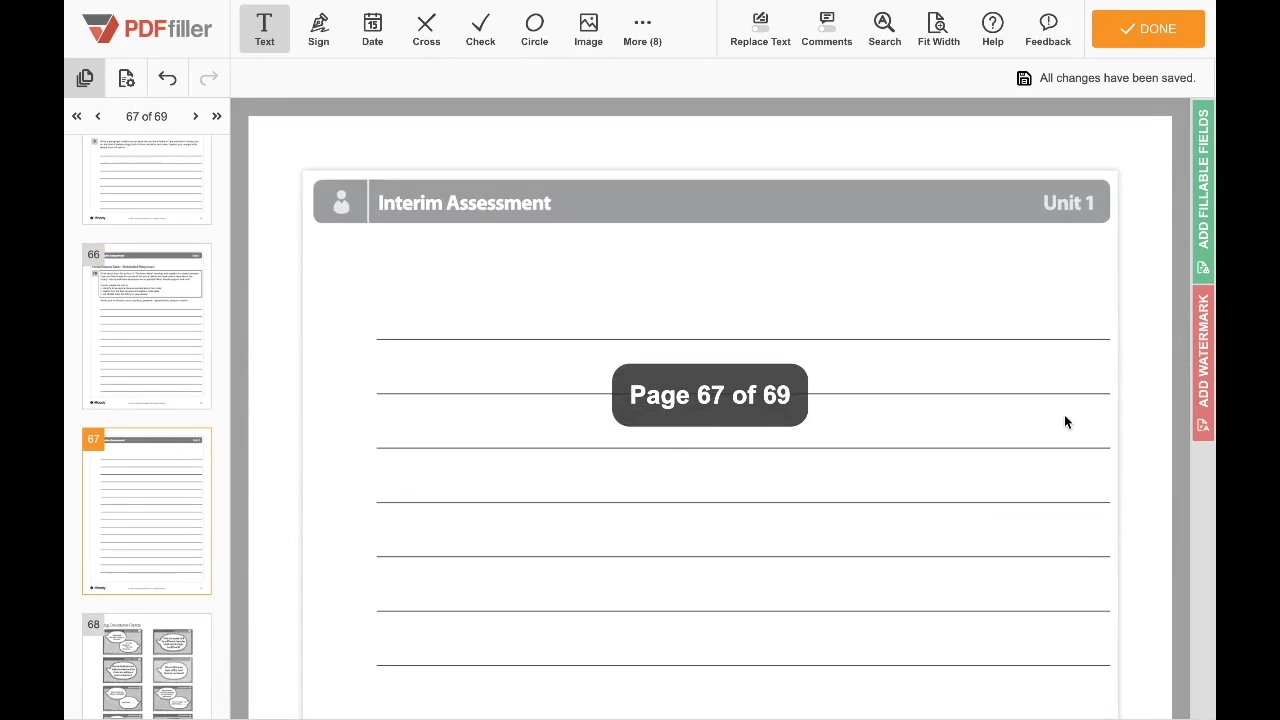 PDFfiller
Text
Sign
Date
Cross
Check
Circle
Image
More (8)
Replace Text
Comments
Search
Fit Width
Help
Feedback
DONE
All changes have been saved.
67 of 69
66
67
68
Interim Assessment
Unit 1
Page 67 of 69
ADD FILLABLE FIELDS
ADD WATERMARK